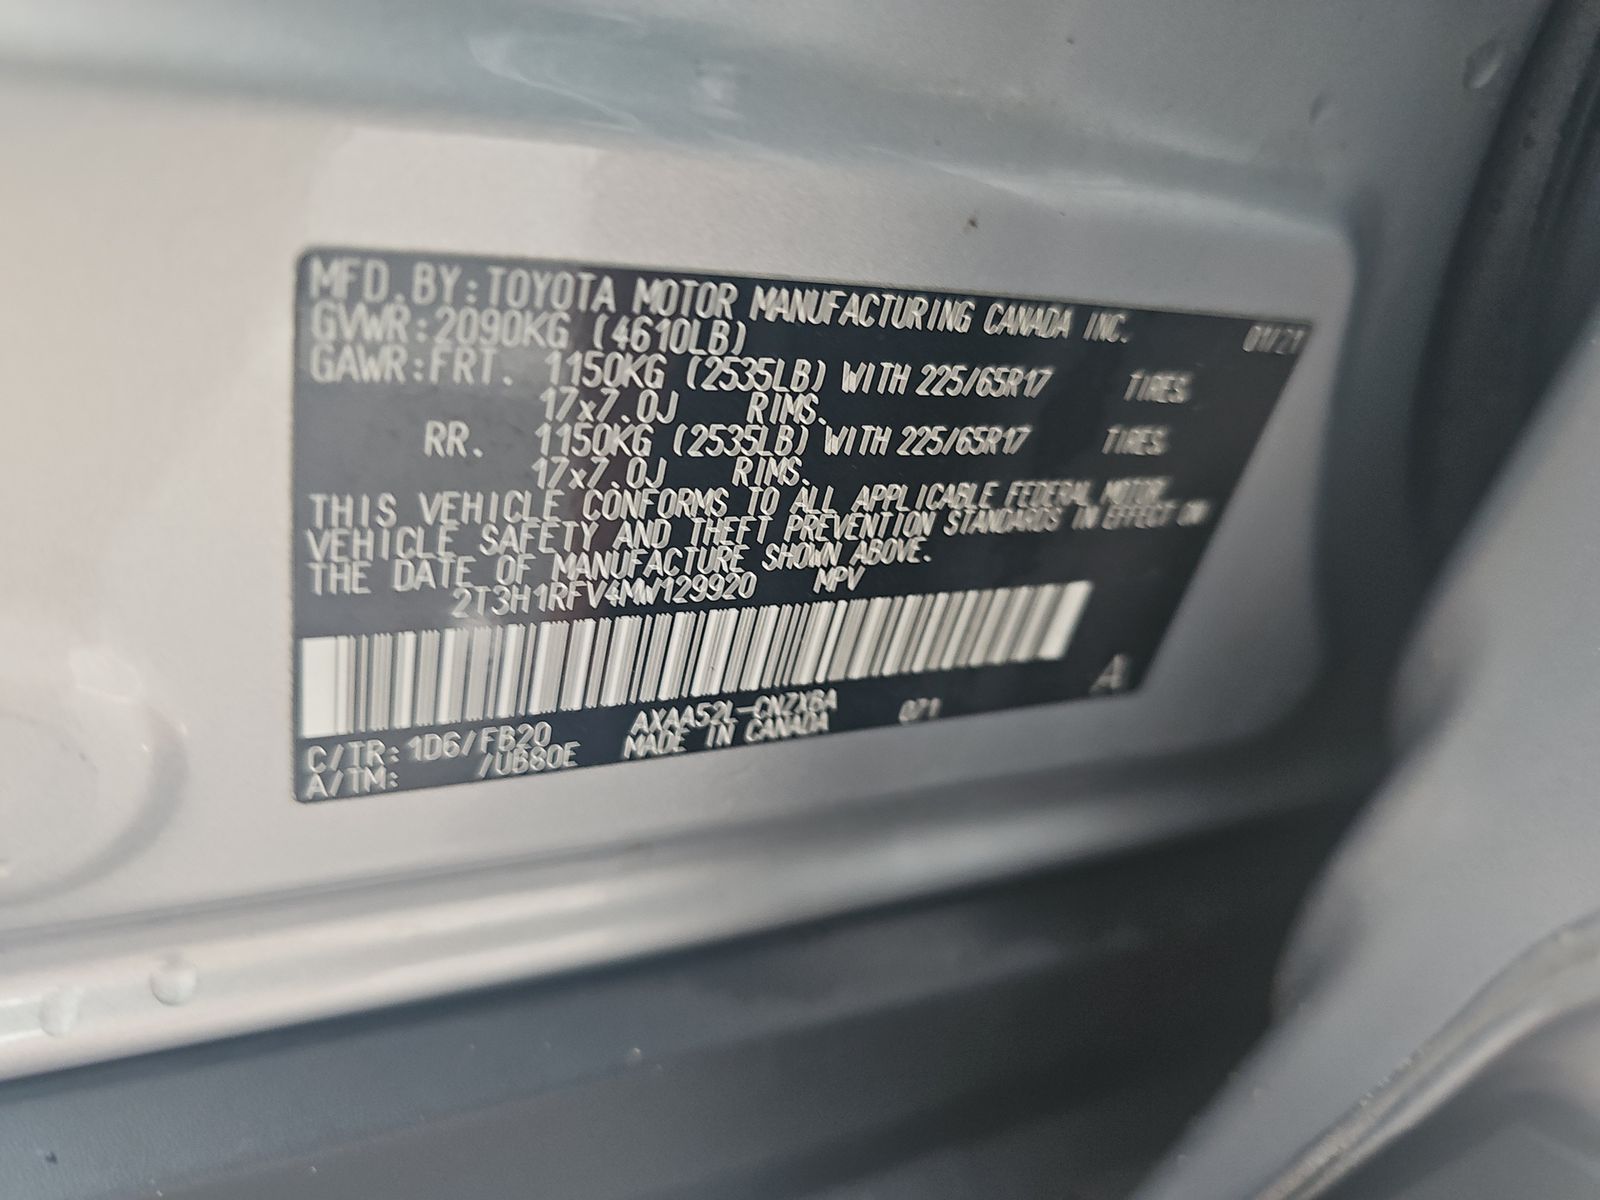 MFD. BY: TOYOTA MOTOR MANUFACTURING CANADA INC. 01/21
GVWR: 2090KG (4610LB)
GAWR: FRT. 1150KG (2535LB) WITH 225/65R17 TIRES.
17x7.0J RIMS.
RR. 1150KG (2535LB) WITH 225/65R17 TIRES.
17x7.0J RIMS.
THIS VEHICLE CONFORMS TO ALL APPLICABLE FEDERAL MOTOR
VEHICLE SAFETY AND THEFT PREVENTION STANDARDS IN EFFECT ON
THE DATE OF MANUFACTURE SHOWN ABOVE.
2T3H1RFV4MW129920 MPV
A
C/TR: 1D6/FB20 AXAA52L-CNZXBA 071
A/TM: /UB80E MADE IN CANADA